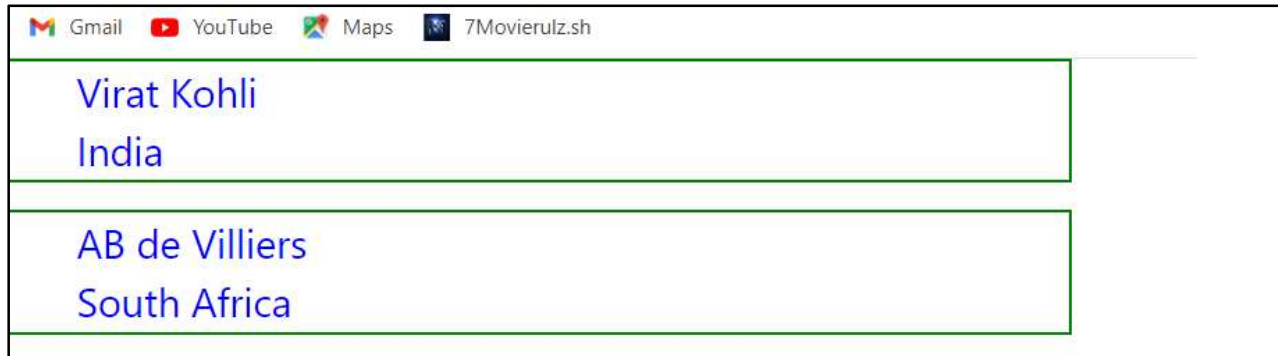 Gmail YouTube Maps 7Movierulz.sh
Virat Kohli
India
AB de Villiers
South Africa